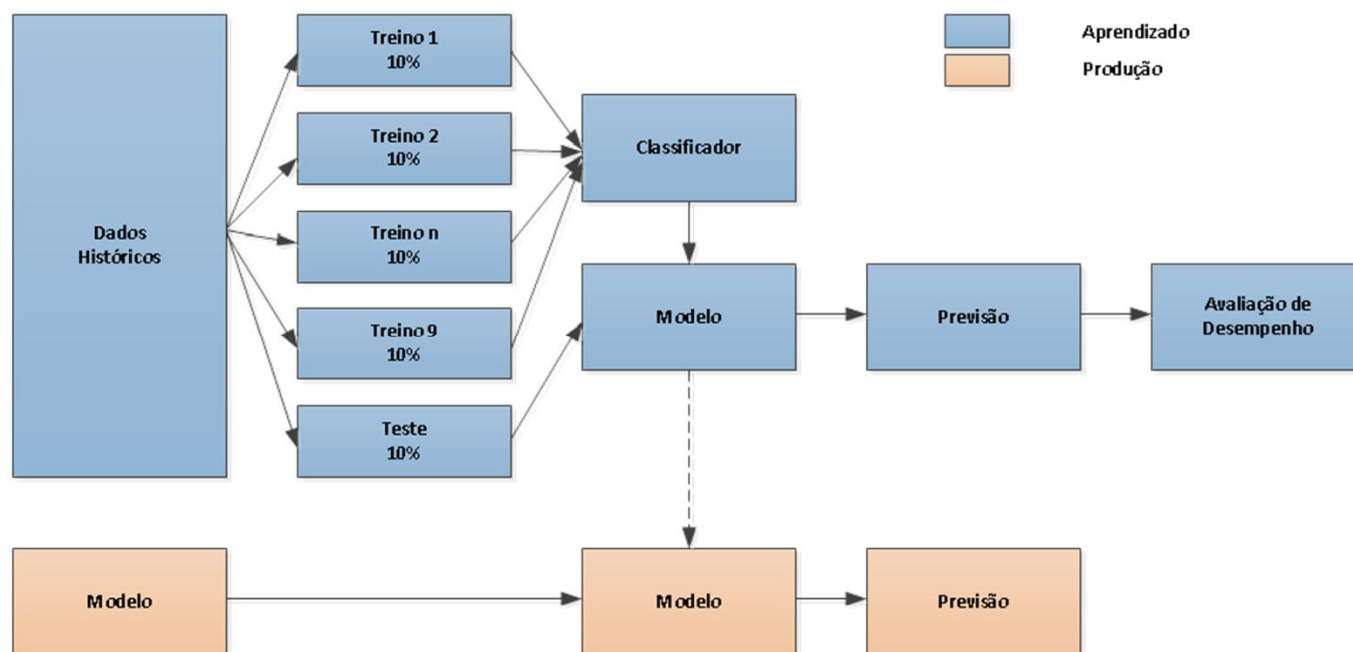 Dados
Históricos
Treino 1
10%
Treino 2
10%
Treino n
10%
Treino 9
10%
Teste
10%
Classificador
Modelo
Previsão
Avaliação de
Desempenho
Aprendizado
Produção
Modelo
Modelo
Previsão